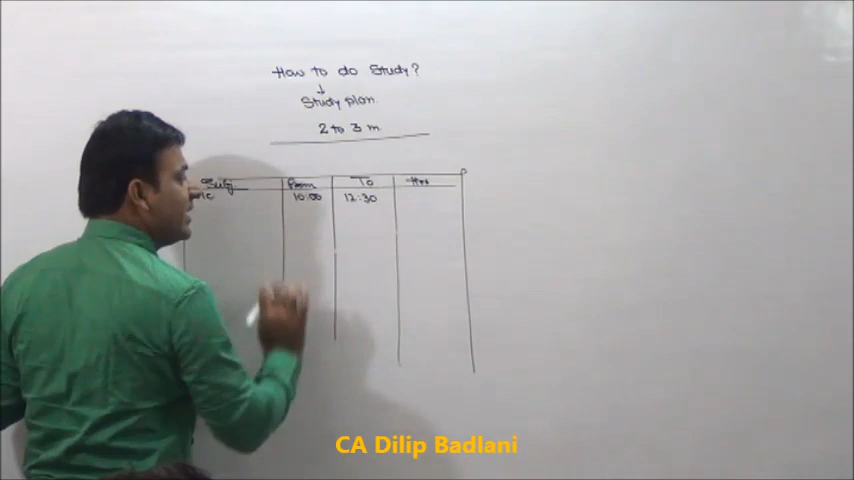 How to do Study?
↓
Study plan.
2 to 3 m
Subj From To Hrs
10:00 12:30
CA Dilip Badlani